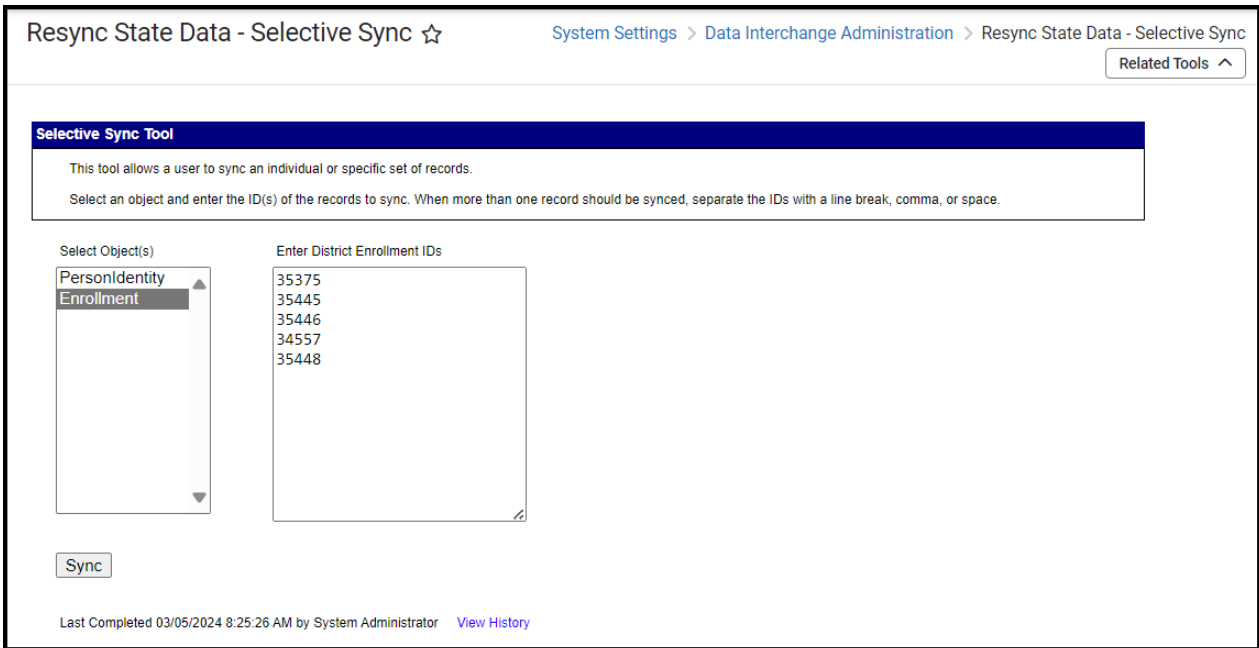 Resync State Data - Selective Sync
System Settings > Data Interchange Administration > Resync State Data - Selective Sync
Related Tools
Selective Sync Tool
This tool allows a user to sync an individual or specific set of records.
Select an object and enter the ID(s) of the records to sync. When more than one record should be synced, separate the IDs with a line break, comma, or space.
Select Object(s)
PersonIdentity
Enrollment
Enter District Enrollment IDs
35375
35445
35446
34557
35448
Sync
Last Completed 03/05/2024 8:25:26 AM by System Administrator View History